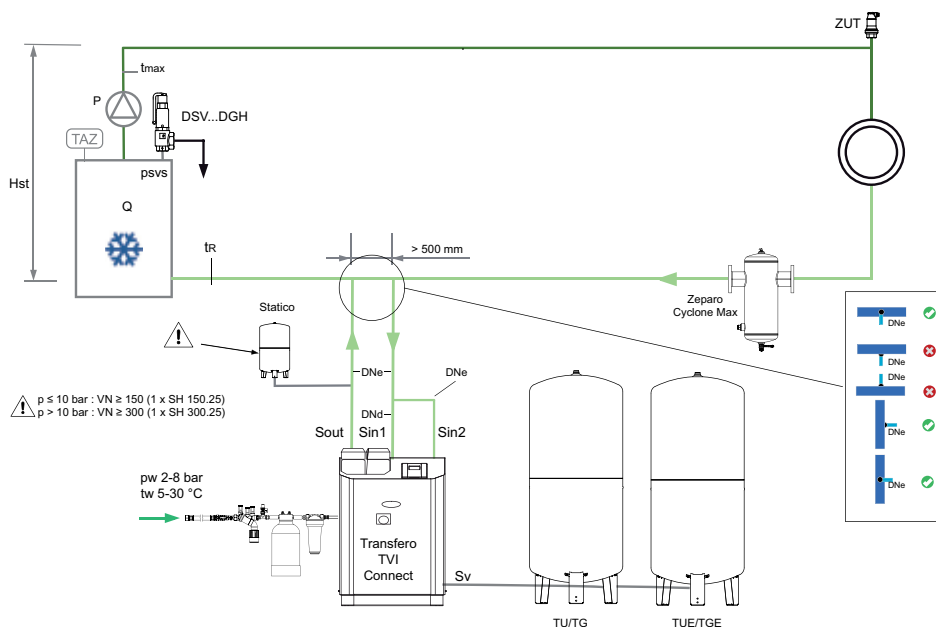 ZUT
tmax
P
DSV...DGH
TAZ
psvs
Hst
Q
tR
> 500 mm
Zeparo
Cyclone Max
Statico
DNe
DNe
DNd
p ≤ 10 bar : VN ≥ 150 (1 x SH 150.25)
p > 10 bar : VN ≥ 300 (1 x SH 300.25)
Sout Sin1 Sin2
pw 2-8 bar
tw 5-30 °C
Transfero
TVI
Connect
Sv
TU/TG
TUE/TGE
DNe
DNe
DNe
DNe
DNe